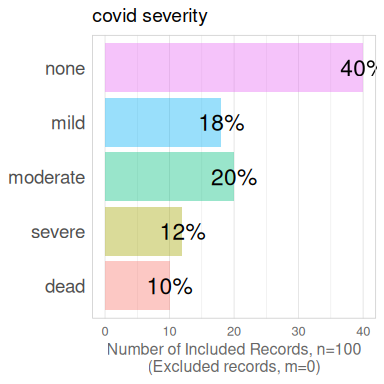 covid severity
none
40%
mild
18%
moderate
20%
severe
12%
dead
10%
0 10 20 30 40
Number of Included Records, n=100
(Excluded records, m=0)